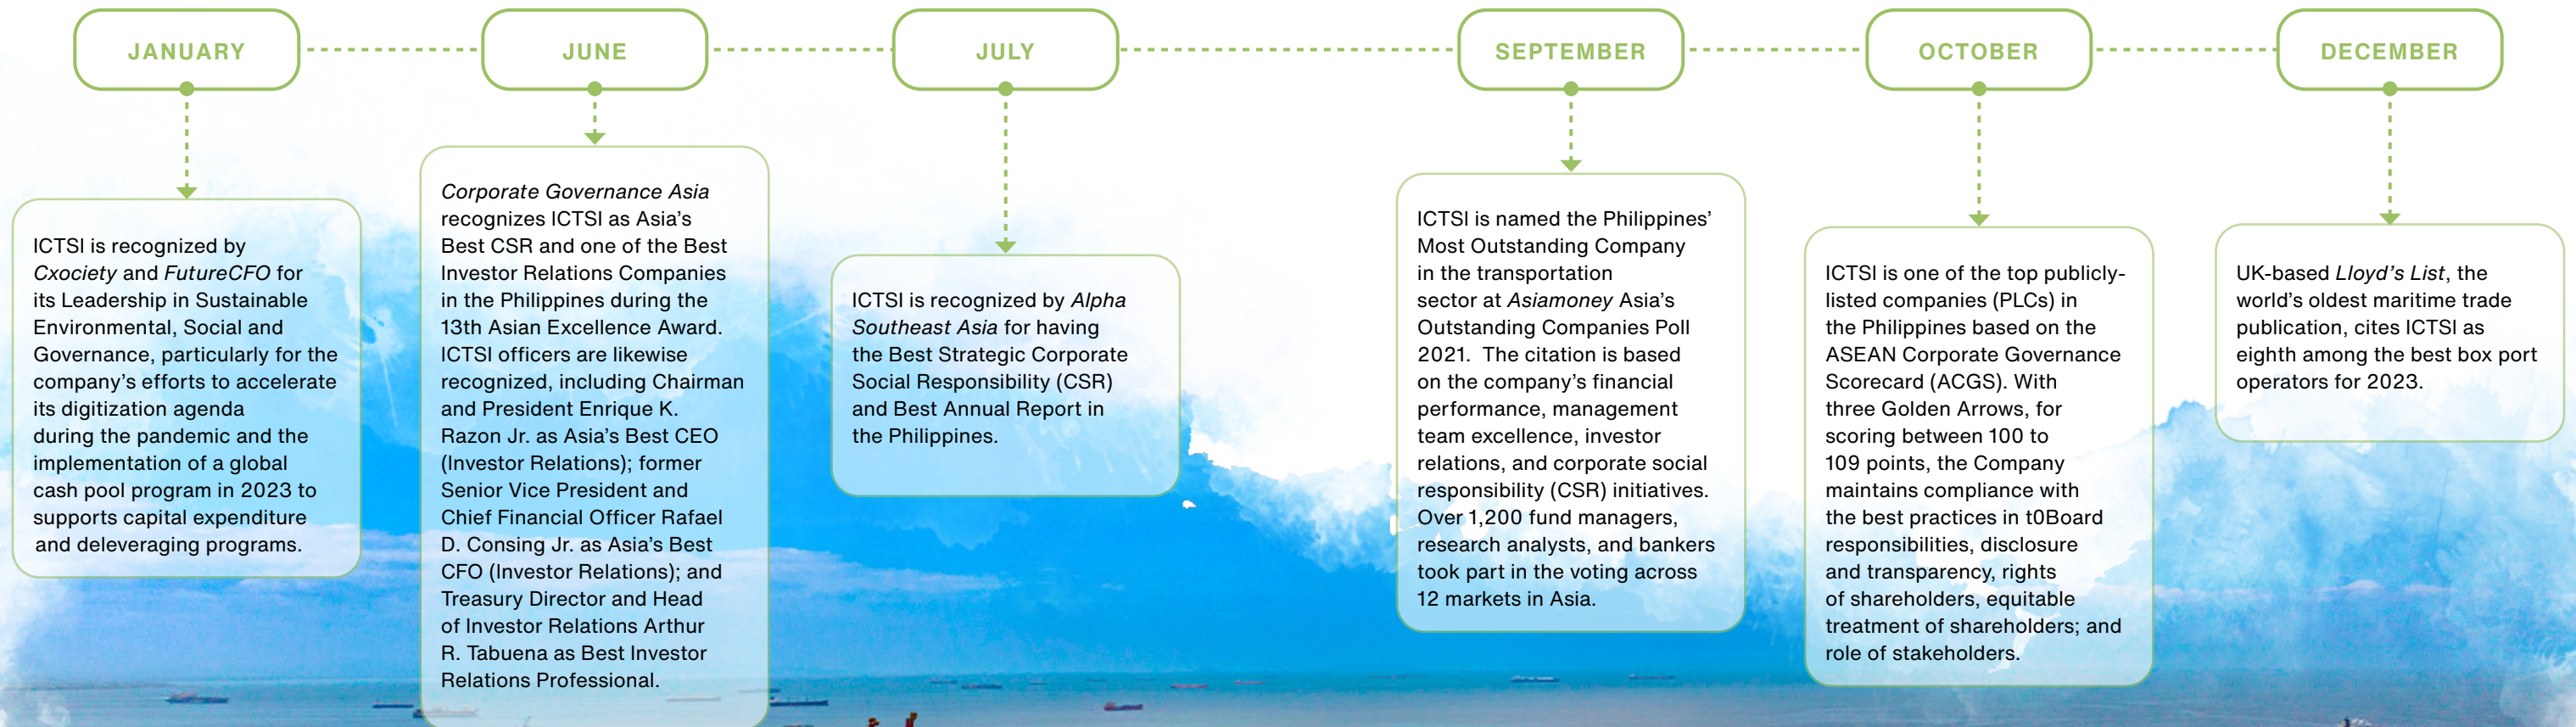 JANUARY
JUNE
JULY
SEPTEMBER
OCTOBER
DECEMBER
ICTSI is recognized by
Cxociety and FutureCFO for
its Leadership in Sustainable
Environmental, Social and
Governance, particularly for the
company's efforts to accelerate
its digitization agenda
during the pandemic and the
implementation of a global
cash pool program in 2023 to
supports capital expenditure
and deleveraging programs.
Corporate Governance Asia
recognizes ICTSI as Asia's
Best CSR and one of the Best
Investor Relations Companies
in the Philippines during the
13th Asian Excellence Award.
ICTSI officers are likewise
recognized, including Chairman
and President Enrique K.
Razon Jr. as Asia's Best CEO
(Investor Relations); former
Senior Vice President and
Chief Financial Officer Rafael
D. Consing Jr. as Asia's Best
CFO (Investor Relations); and
Treasury Director and Head
of Investor Relations Arthur
R. Tabuena as Best Investor
Relations Professional.
ICTSI is recognized by Alpha
Southeast Asia for having
the Best Strategic Corporate
Social Responsibility (CSR)
and Best Annual Report in
the Philippines.
ICTSI is named the Philippines'
Most Outstanding Company
in the transportation
sector at Asiamoney Asia's
Outstanding Companies Poll
2021. The citation is based
on the company's financial
performance, management
team excellence, investor
relations, and corporate social
responsibility (CSR) initiatives.
Over 1,200 fund managers,
research analysts, and bankers
took part in the voting across
12 markets in Asia.
ICTSI is one of the top publicly-
listed companies (PLCs) in
the Philippines based on the
ASEAN Corporate Governance
Scorecard (ACGS). With
three Golden Arrows, for
scoring between 100 to
109 points, the Company
maintains compliance with
the best practices in t0Board
responsibilities, disclosure
and transparency, rights
of shareholders, equitable
treatment of shareholders; and
role of stakeholders.
UK-based Lloyd's List, the
world's oldest maritime trade
publication, cites ICTSI as
eighth among the best box port
operators for 2023.